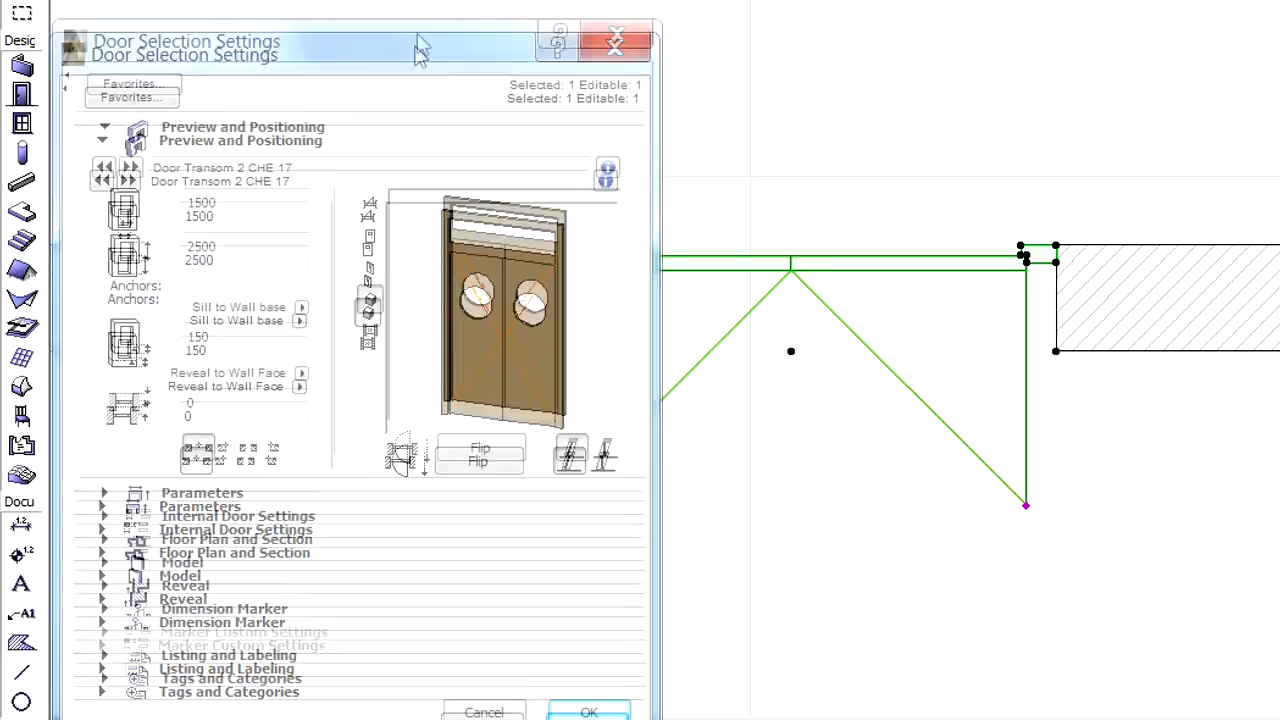 Desig
Door Selection Settings
Door Selection Settings
Favorites...
Favorites...
Selected: 1 Editable: 1
Selected: 1 Editable: 1
Preview and Positioning
Preview and Positioning
Door Transom 2 CHE 17
Door Transom 2 CHE 17
1500
1500
2500
2500
Anchors:
Anchors:
Sill to Wall base
Sill to Wall base
150
150
Reveal to Wall Face
Reveal to Wall Face
0
0
Flip
Flip
Parameters
Parameters
Internal Door Settings
Internal Door Settings
Floor Plan and Section
Floor Plan and Section
Model
Model
Reveal
Reveal
Dimension Marker
Dimension Marker
Marker Custom Settings
Marker Custom Settings
Listing and Labeling
Listing and Labeling
Tags and Categories
Tags and Categories
Cancel
OK
Docu
1.2
1.2
A
A1